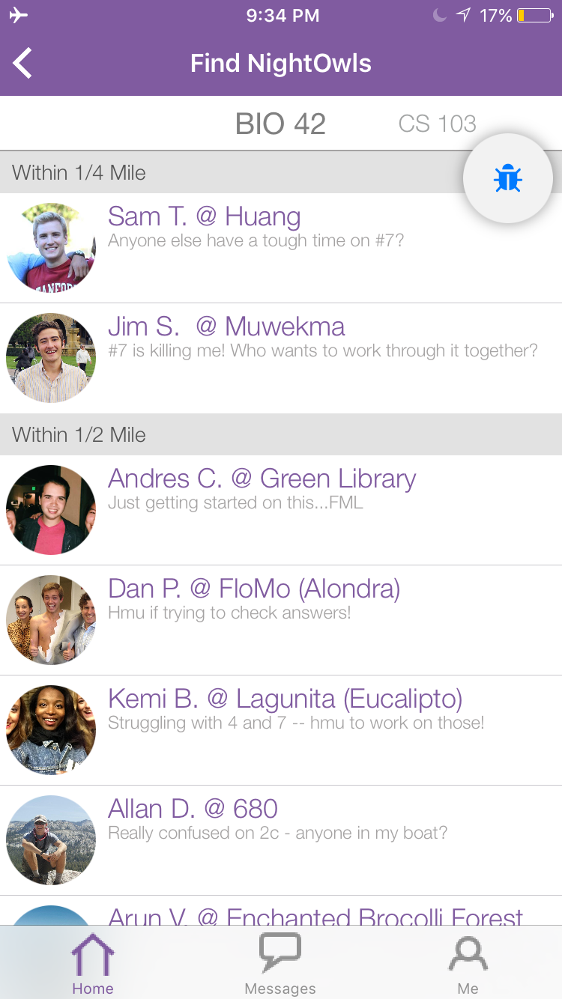 9:34 PM
17%
Find NightOwls
BIO 42
CS 103
Within 1/4 Mile
Sam T. @ Huang
Anyone else have a tough time on #7?
Jim S.  @ Muwekma
#7 is killing me! Who wants to work through it together?
Within 1/2 Mile
Andres C. @ Green Library
Just getting started on this...FML
Dan P. @ FloMo (Alondra)
Hmu if trying to check answers!
Kemi B. @ Lagunita (Eucalipto)
Struggling with 4 and 7 -- hmu to work on those!
Allan D. @ 680
Really confused on 2c - anyone in my boat?
Arun V. @ Enchanted Brocolli Forest
Home
Messages
Me